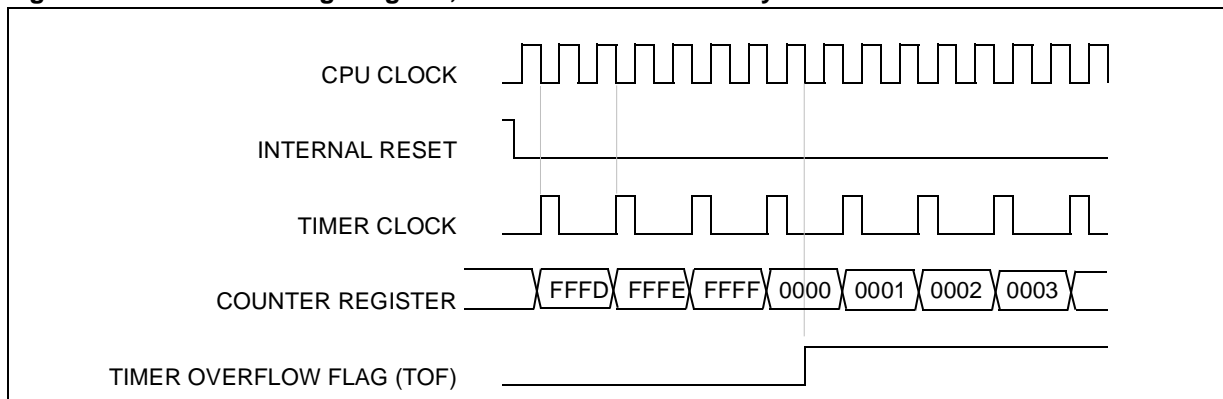 CPU CLOCK
INTERNAL RESET
TIMER CLOCK
COUNTER REGISTER FFFD FFFE FFFF 0000 0001 0002 0003
TIMER OVERFLOW FLAG (TOF)